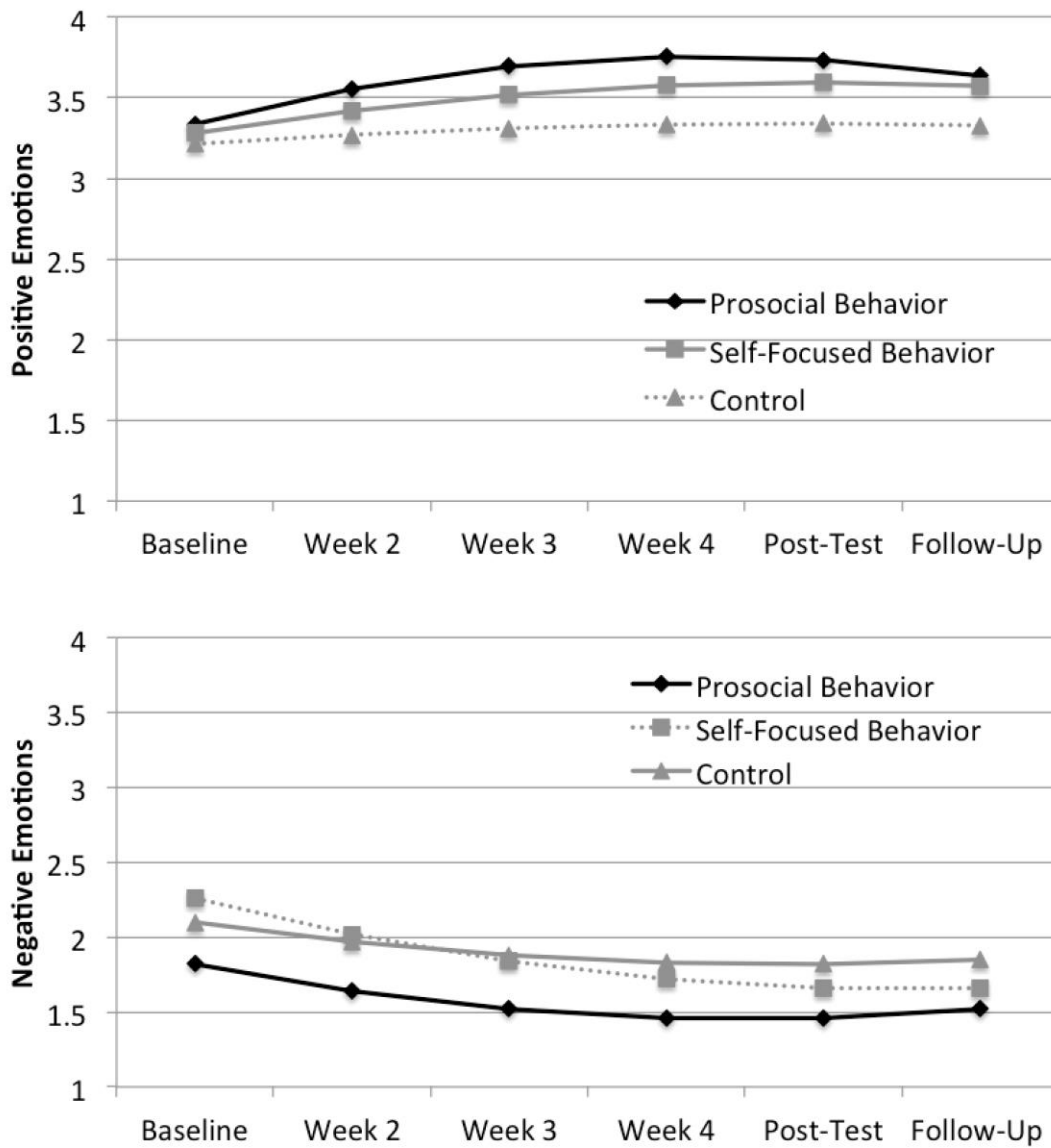 4
3.5
3
2.5
2
1.5
1
Positive Emotions
Prosocial Behavior
Self-Focused Behavior
Control
Baseline Week 2 Week 3 Week 4 Post-Test Follow-Up
4
3.5
3
2.5
2
1.5
1
Negative Emotions
Prosocial Behavior
Self-Focused Behavior
Control
Baseline Week 2 Week 3 Week 4 Post-Test Follow-Up